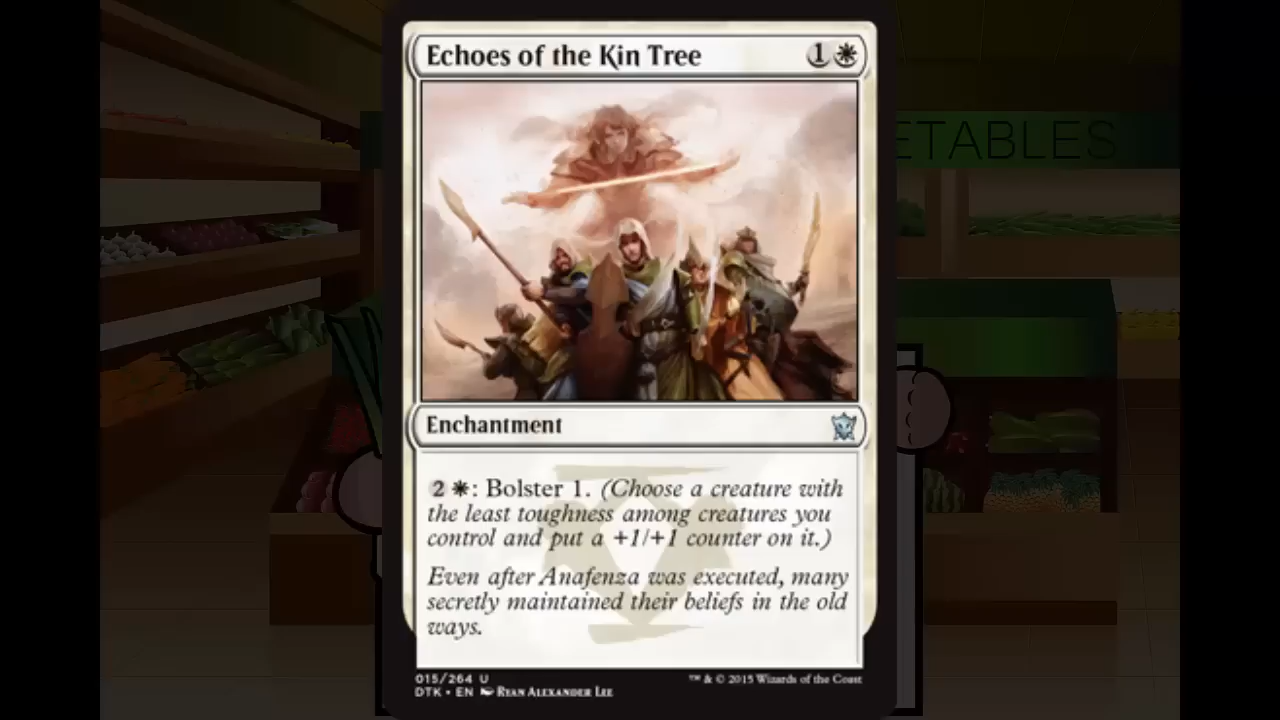 Echoes of the Kin Tree 1
ETABLES
Enchantment
2 : Bolster 1. (Choose a creature with
the least toughness among creatures you
control and put a +1/+1 counter on it.)
Even after Anafenza was executed, many
secretly maintained their beliefs in the old
ways.
015/264 U
DTK • EN Ryan Alexander Lee
™ & © 2015 Wizards of the Coast